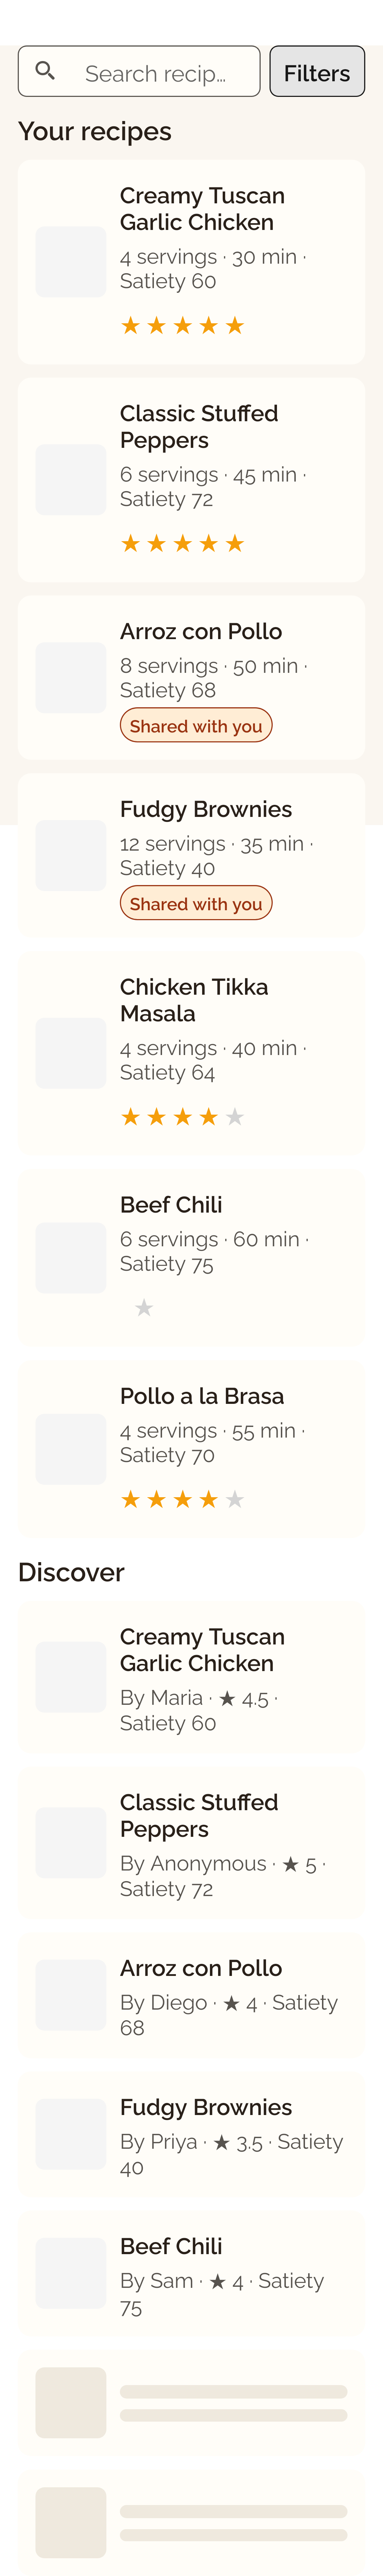 Search recip...
Filters
Your recipes
Creamy Tuscan
Garlic Chicken
4 servings · 30 min ·
Satiety 60
★ ★ ★ ★ ★
Classic Stuffed
Peppers
6 servings · 45 min ·
Satiety 72
★ ★ ★ ★ ★
Arroz con Pollo
8 servings · 50 min ·
Satiety 68
Shared with you
Fudgy Brownies
12 servings · 35 min ·
Satiety 40
Shared with you
Chicken Tikka
Masala
4 servings · 40 min ·
Satiety 64
★ ★ ★ ★ ★
Beef Chili
6 servings · 60 min ·
Satiety 75
★
Pollo a la Brasa
4 servings · 55 min ·
Satiety 70
★ ★ ★ ★ ★
Discover
Creamy Tuscan
Garlic Chicken
By Maria · ★ 4.5 ·
Satiety 60
Classic Stuffed
Peppers
By Anonymous · ★ 5 ·
Satiety 72
Arroz con Pollo
By Diego · ★ 4 · Satiety
68
Fudgy Brownies
By Priya · ★ 3.5 · Satiety
40
Beef Chili
By Sam · ★ 4 · Satiety
75